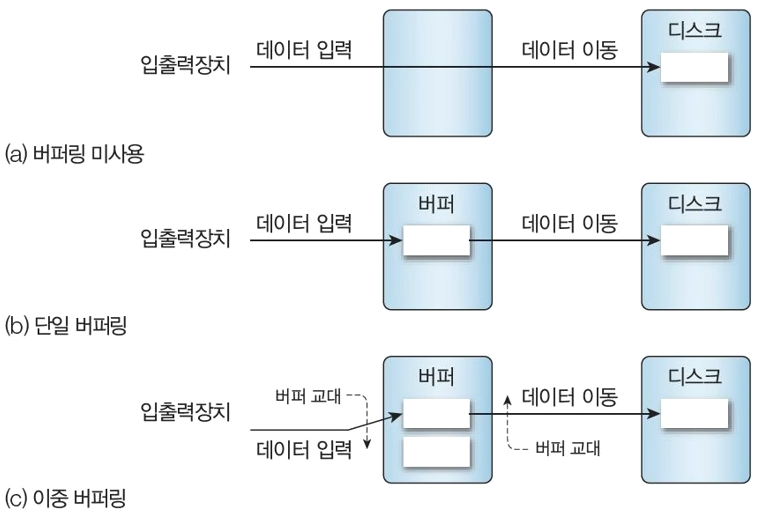 디스크
입출력장치 데이터 입력 데이터 이동
(a) 버퍼링 미사용
버퍼 디스크
입출력장치 데이터 입력 데이터 이동
(b) 단일 버퍼링
버퍼 디스크
입출력장치 버퍼 교대 데이터 이동
데이터 입력 버퍼 교대
(c) 이중 버퍼링